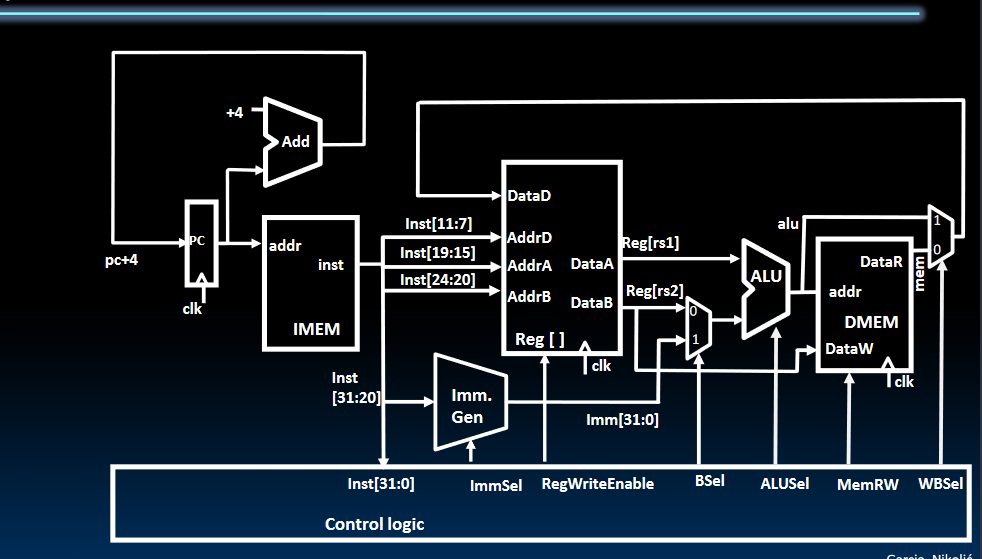 +4
Add
DataD
Inst[11:7]
AddrD
Reg[rs1]
alu
1
PC
addr
Inst[19:15]
AddrA
DataA
0
pc+4
inst
Inst[24:20]
AddrB
DataB
Reg[rs2]
ALU
DataR
mem
addr
clk
IMEM
Reg [ ]
clk
0
1
DMEM
DataW
clk
Inst
[31:20]
Imm.
Gen
Imm[31:0]
Inst[31:0]
ImmSel
RegWriteEnable
BSel
ALUSel
MemRW
WBSel
Control logic